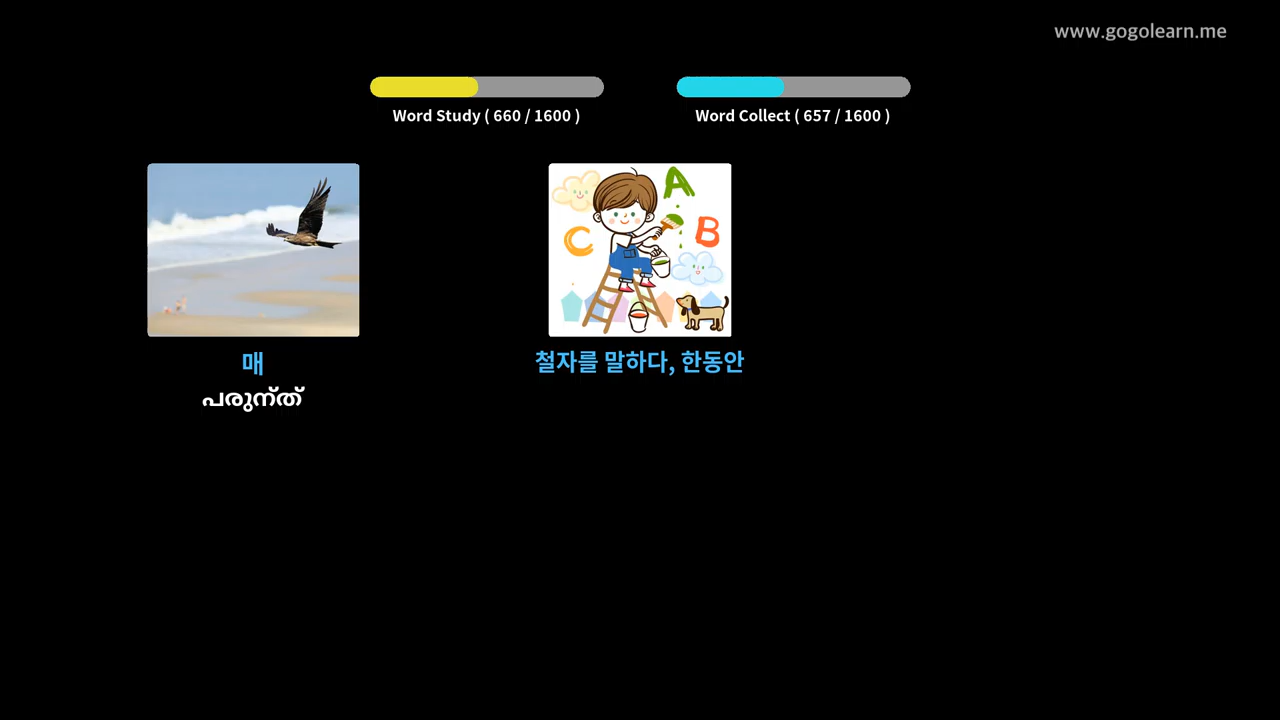 www.gogolearn.me
Word Study ( 660 / 1600 )
Word Collect ( 657 / 1600 )
A
B
C
매
പരുന്ത്
철자를 말하다, 한동안